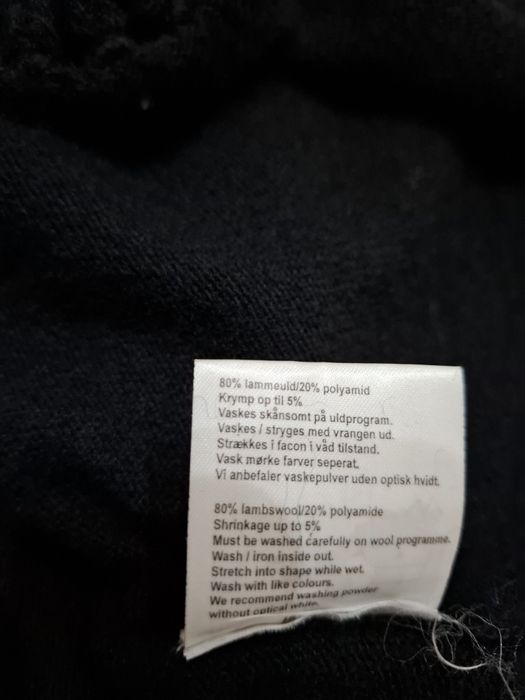 80% lammeuld/20% polyamid
Krymp op til 5%
Vaskes skånsomt på uldprogram.
Vaskes / stryges med vrangen ud.
Strækkes i facon i våd tilstand.
Vask mørke farver seperat.
Vi anbefaler vaskepulver uden optisk hvidt.
80% lambswool/20% polyamide
Shrinkage up to 5%
Must be washed carefully on wool programme.
Wash / iron inside out.
Stretch into shape while wet.
Wash with like colours.
We recommend washing powder
without optical white.